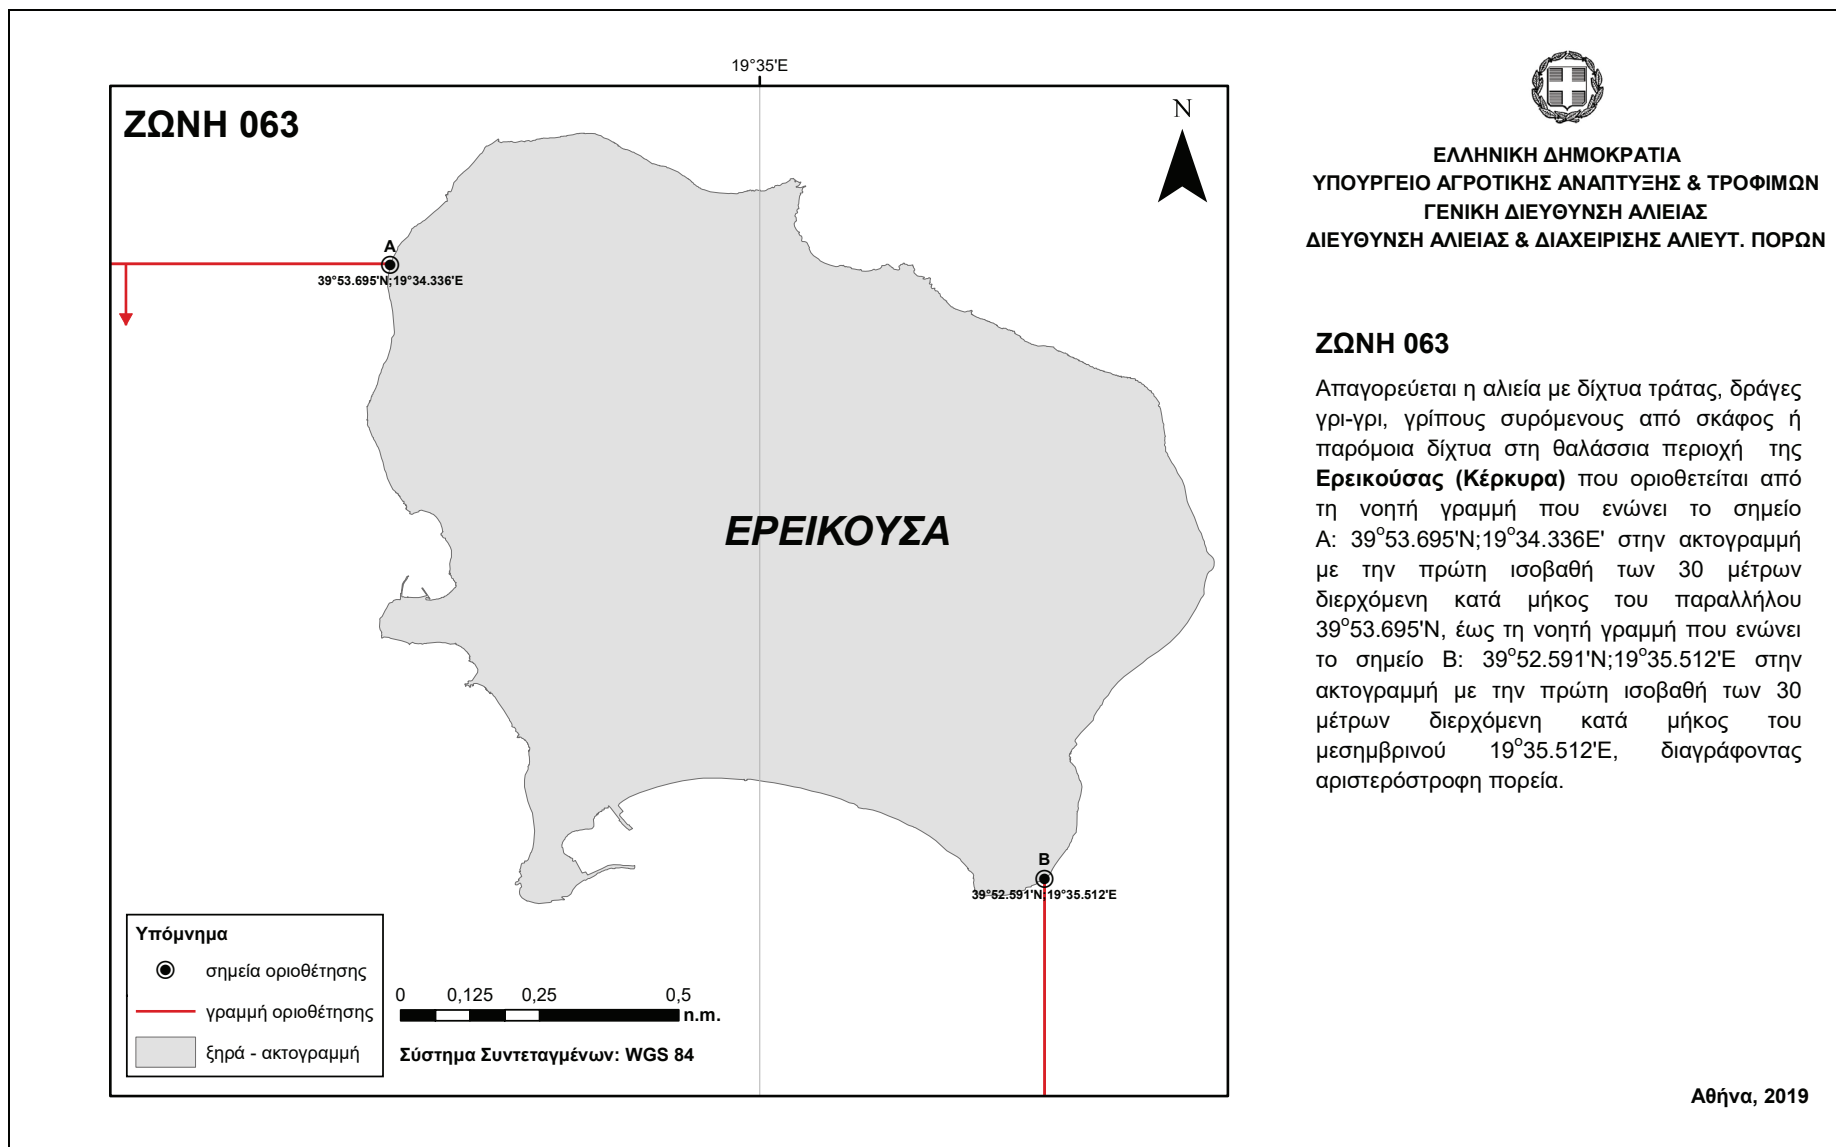 19°35'E
ΖΩΝΗ 063
N
A
39°53.695'N;19°34.336'E
ΕΡΕΙΚΟΥΣΑ
B
39°52.591'N;19°35.512'E
Υπόμνημα
σημεία οριοθέτησης
γραμμή οριοθέτησης
ξηρά - ακτογραμμή
0 0,125 0,25 0,5
n.m.
Σύστημα Συντεταγμένων: WGS 84
ΕΛΛΗΝΙΚΗ ΔΗΜΟΚΡΑΤΙΑ
ΥΠΟΥΡΓΕΙΟ ΑΓΡΟΤΙΚΗΣ ΑΝΑΠΤΥΞΗΣ & ΤΡΟΦΙΜΩΝ
ΓΕΝΙΚΗ ΔΙΕΥΘΥΝΣΗ ΑΛΙΕΙΑΣ
ΔΙΕΥΘΥΝΣΗ ΑΛΙΕΙΑΣ & ΔΙΑΧΕΙΡΙΣΗΣ ΑΛΙΕΥΤ. ΠΟΡΩΝ
ΖΩΝΗ 063
Απαγορεύεται η αλιεία με δίχτυα τράτας, δράγες
γρι-γρι, γρίπους συρόμενους από σκάφος ή
παρόμοια δίχτυα στη θαλάσσια περιοχή της
Ερεικούσας (Κέρκυρα) που οριοθετείται από
τη νοητή γραμμή που ενώνει το σημείο
Α: 39°53.695'N;19°34.336E' στην ακτογραμμή
με την πρώτη ισοβαθή των 30 μέτρων
διερχόμενη κατά μήκος του παραλλήλου
39°53.695'N, έως τη νοητή γραμμή που ενώνει
το σημείο Β: 39°52.591'N;19°35.512'E στην
ακτογραμμή με την πρώτη ισοβαθή των 30
μέτρων διερχόμενη κατά μήκος του
μεσημβρινού 19°35.512'E, διαγράφοντας
αριστερόστροφη πορεία.
Αθήνα, 2019